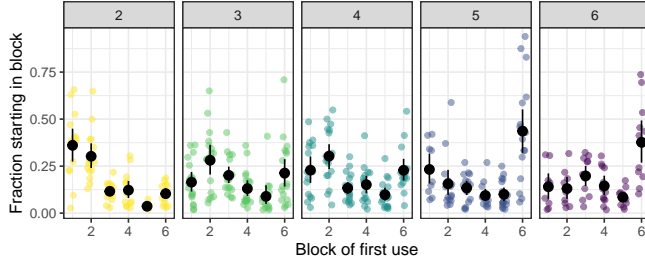 2 3 4 5 6
Fraction starting in block
0.75
0.50
0.25
0.00
2 4 6 2 4 6 2 4 6 2 4 6 2 4 6
Block of first use